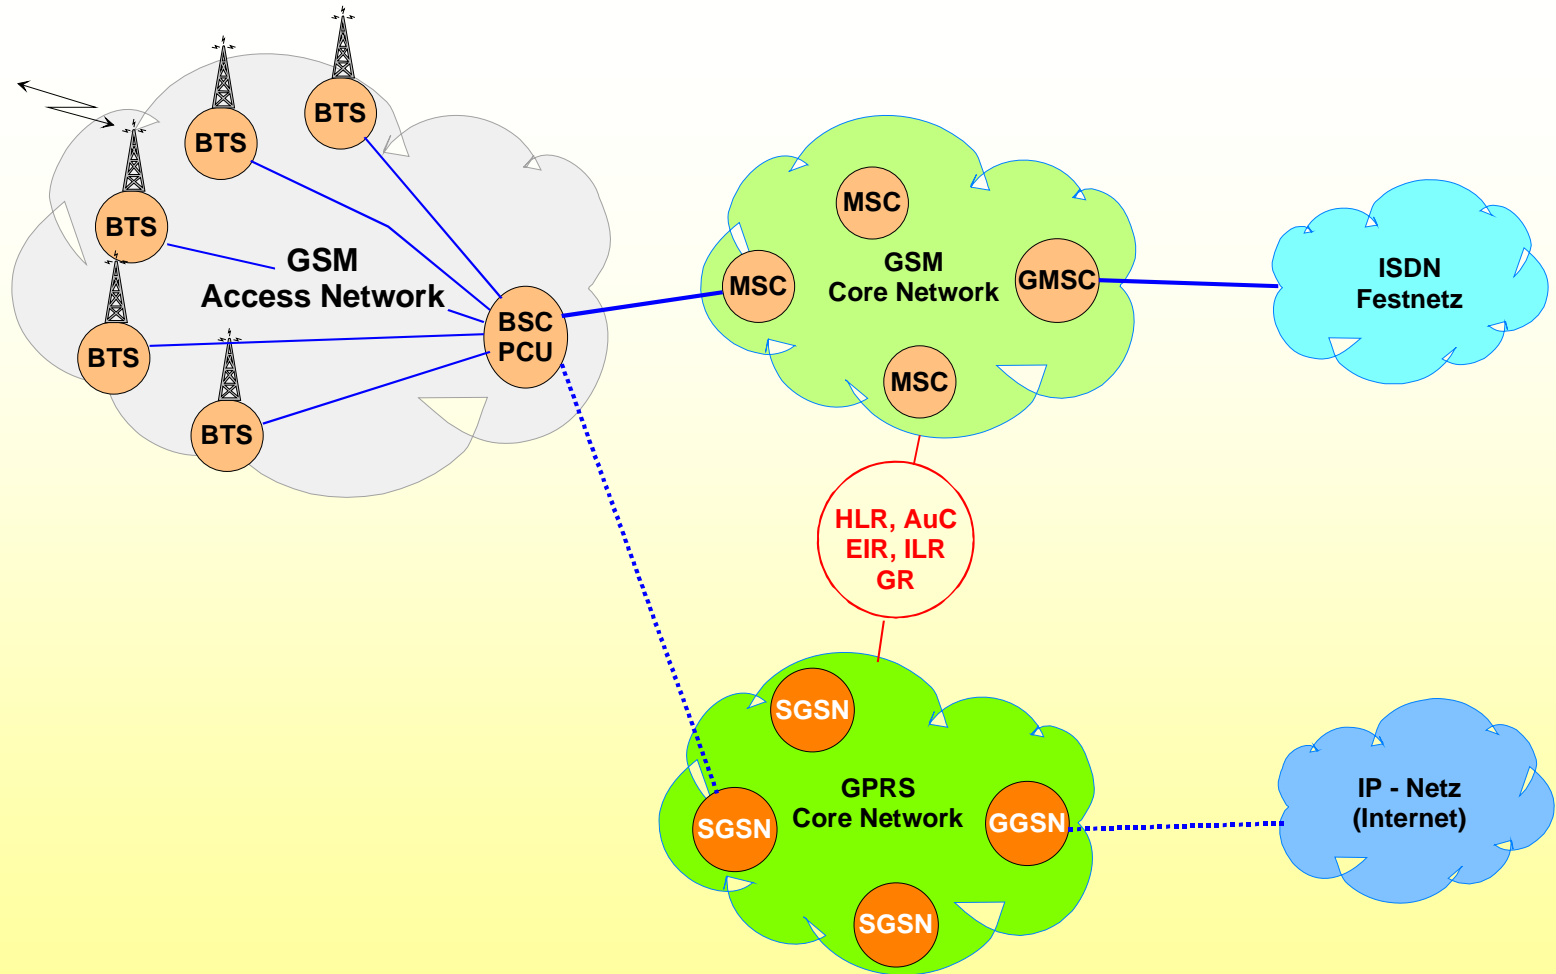 BTS
BTS
BTS
BTS
BTS
GSM
Access Network
BSC
PCU
MSC
MSC
GSM
Core Network
GMSC
MSC
ISDN
Festnetz
HLR, AuC
EIR, ILR
GR
SGSN
SGSN
GPRS
Core Network
GGSN
SGSN
IP - Netz
(Internet)